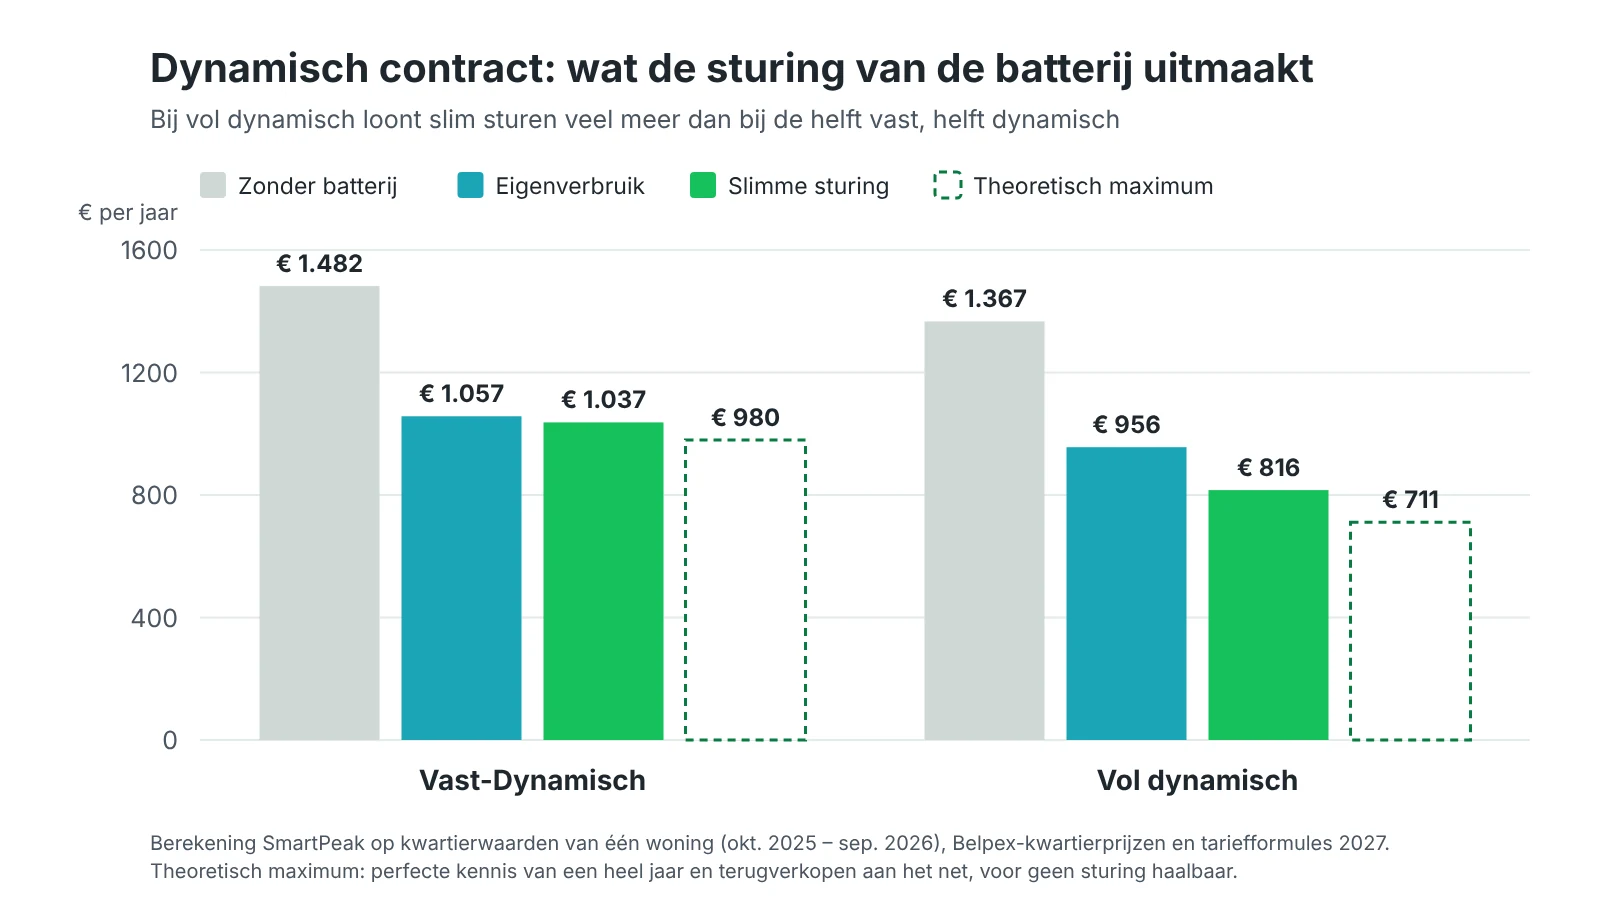 Dynamisch contract: wat de sturing van de batterij uitmaakt
Bij vol dynamisch loont slim sturen veel meer dan bij de helft vast, helft dynamisch
Zonder batterij
Eigenverbruik
Slimme sturing
Theoretisch maximum
€ per jaar
1600
1200
800
400
0
€ 1.482
€ 1.057
€ 1.037
€ 980
€ 1.367
€ 956
€ 816
€ 711
Vast-Dynamisch
Vol dynamisch
Berekening SmartPeak op kwartierwaarden van één woning (okt. 2025 – sep. 2026), Belpex-kwartierprijzen en tariefformules 2027.
Theoretisch maximum: perfecte kennis van een heel jaar en terugverkopen aan het net, voor geen sturing haalbaar.